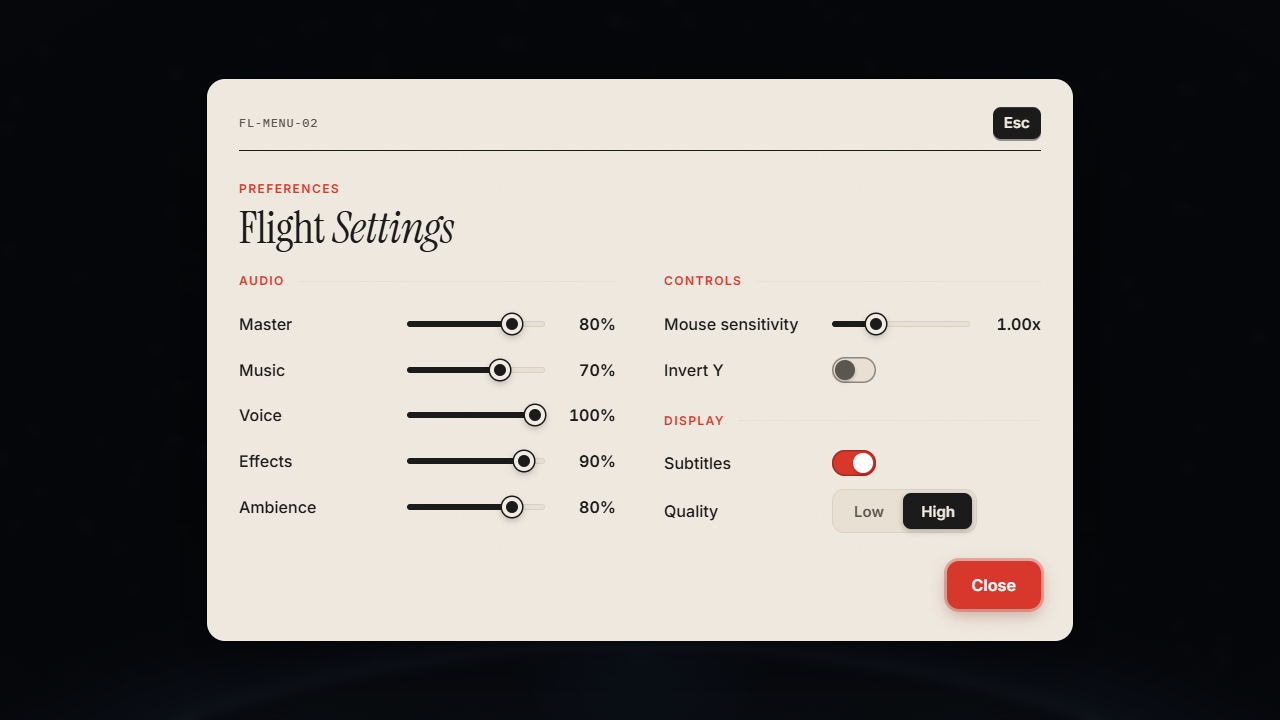 FL-MENU-02
Esc
PREFERENCES
Flight Settings
AUDIO
Master 80%
Music 70%
Voice 100%
Effects 90%
Ambience 80%
CONTROLS
Mouse sensitivity 1.00x
Invert Y
DISPLAY
Subtitles
Quality Low High
Close